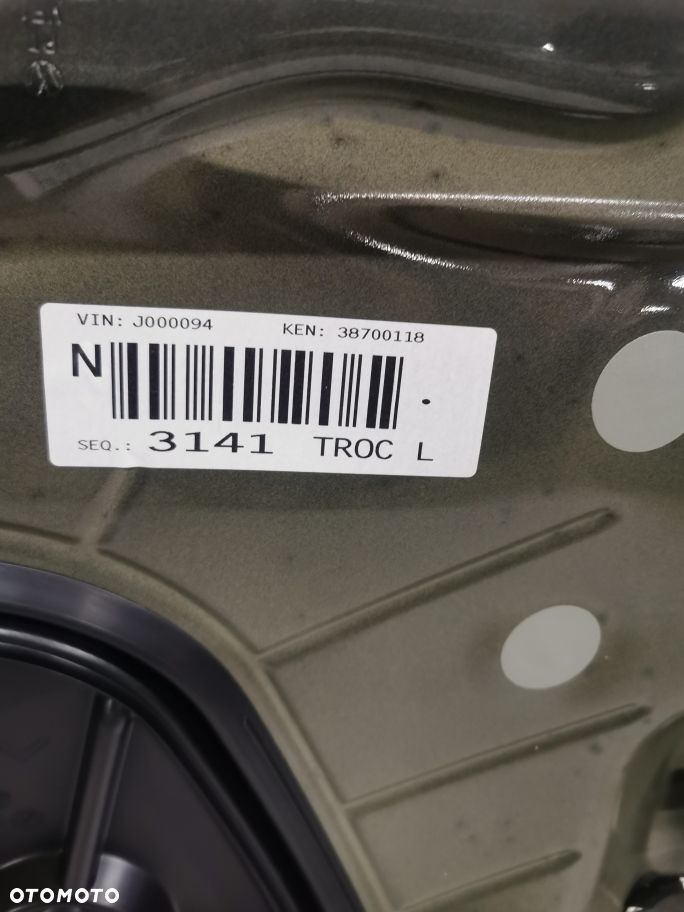 VIN: J000094 KEN: 38700118
N
SEQ.: 3141 TROC L
OTOMOTO